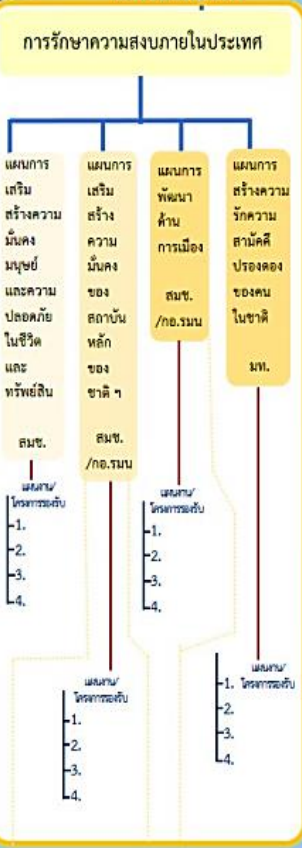 การรักษาความสงบภายในประเทศ
แผนการ
เสริม
สร้างความ
มั่นคง
มนุษย์
และความ
ปลอดภัย
ในชีวิต
และ
ทรัพย์สิน
สมช.
แผนการ
เสริม
สร้าง
ความ
มั่นคง
ของ
สถาบัน
หลัก
ของ
ชาติ ฯ
สมช.
/กอ.รมน
แผนการ
พัฒนา
ด้าน
การเมือง
สมช.
/กอ.รมน
แผนการ
สร้างความ
รักความ
สามัคคี
ปรองดอง
ของคน
ในชาติ
มท.
แผนงาน/
โครงการรองรับ
1.
2.
3.
4.
แผนงาน/
โครงการรองรับ
1.
2.
3.
4.
แผนงาน/
โครงการรองรับ
1.
2.
3.
4.
แผนงาน/
โครงการรองรับ
1.
2.
3.
4.